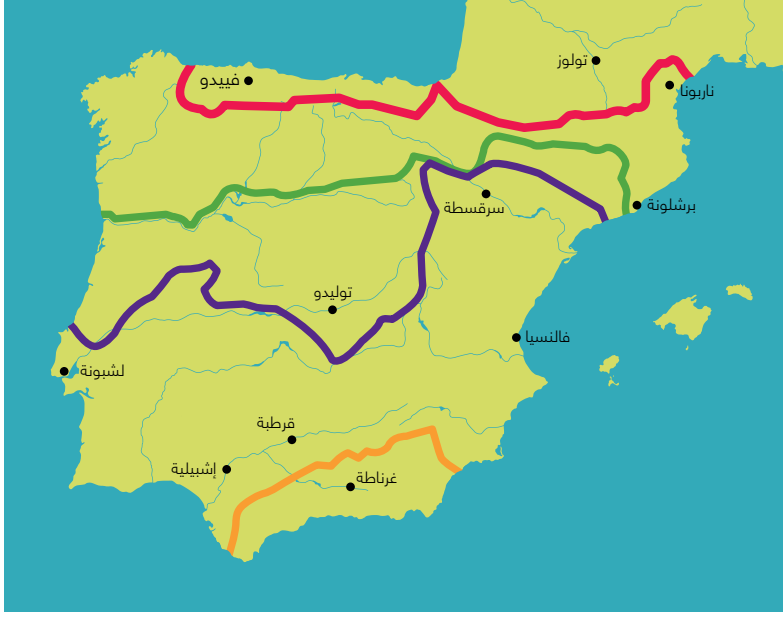 تولوز
فييدو
ناربونا
سرقسطة
برشلونة
توليدو
فالنسيا
لشبونة
قرطبة
إشبيلية
غرناطة